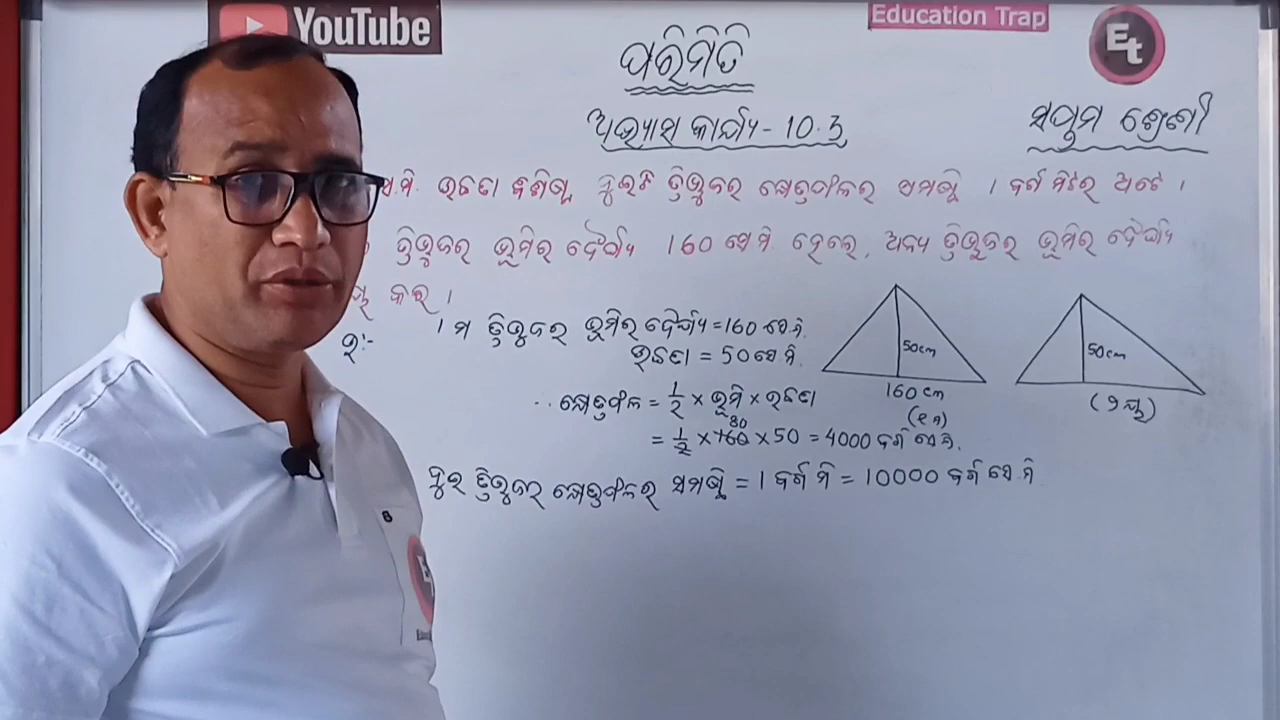 YouTube
Education Trap
Et
ପରିମିତି
ଅଭ୍ୟାସ କାର୍ଯ୍ୟ - 10.3
ସପ୍ତମ ଶ୍ରେଣୀ
ସେ.ମି. ଉଚ୍ଚତା ବିଶିଷ୍ଟ ଦୁଇଟି ତ୍ରିଭୁଜର କ୍ଷେତ୍ରଫଳର ସମଷ୍ଟି 1 ବର୍ଗ ମିଟର ଅଟେ ।
ତ୍ରିଭୁଜର ଭୂମିର ଦୈର୍ଘ୍ୟ 160 ସେ.ମି. ହେଲେ, ଅନ୍ୟ ତ୍ରିଭୁଜର ଭୂମିର ଦୈର୍ଘ୍ୟ
କର ।
1 ମ ତ୍ରିଭୁଜର ଭୂମିର ଦୈର୍ଘ୍ୟ = 160 ସେ.ମି.
ଉଚ୍ଚତା = 50 ସେ.ମି.
50cm
50cm
160 cm
(୧ମ)
(୨ୟ)
∴ କ୍ଷେତ୍ରଫଳ = 1/2 × ଭୂମି × ଉଚ୍ଚତା
80
= 1/2 × 160 × 50 = 4000 ବର୍ଗ ସେ.ମି.
ଦୁଇ ତ୍ରିଭୁଜର କ୍ଷେତ୍ରଫଳର ସମଷ୍ଟି = 1 ବର୍ଗ ମି = 10000 ବର୍ଗ ସେ.ମି